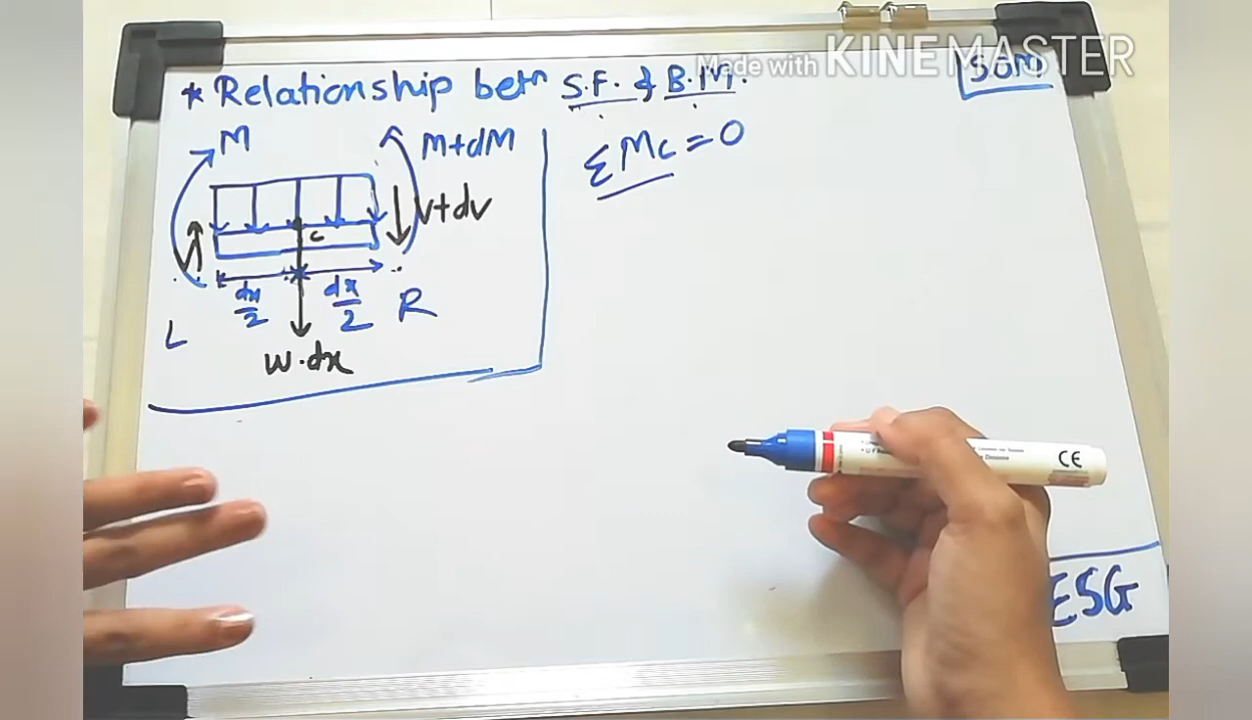 Made with KINEMASTER
* Relationship betn S.F. & B.M.
SOM
M
M+dM
ΣMc=0
V
V+dv
c
dx/2
dx/2
L
R
W·dx
ESG
CE